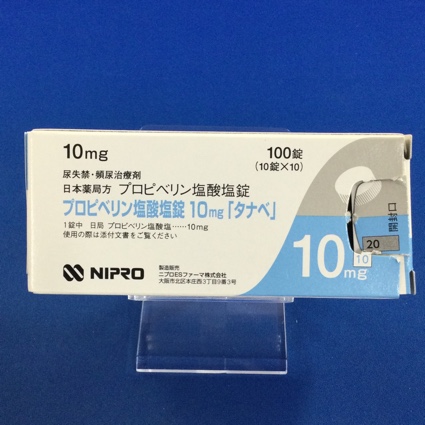 10mg
100錠
(10錠×10)
尿失禁・頻尿治療剤
日本薬局方 プロピベリン塩酸塩錠
プロピベリン塩酸塩錠10mg「タナベ」
1錠中 日局 プロピベリン塩酸塩……10mg
使用の際は添付文書をご覧ください
NIPRO
製造販売
ニプロESファーマ株式会社
大阪市北区本庄西3丁目9番3号
10
mg
開封口
20
10